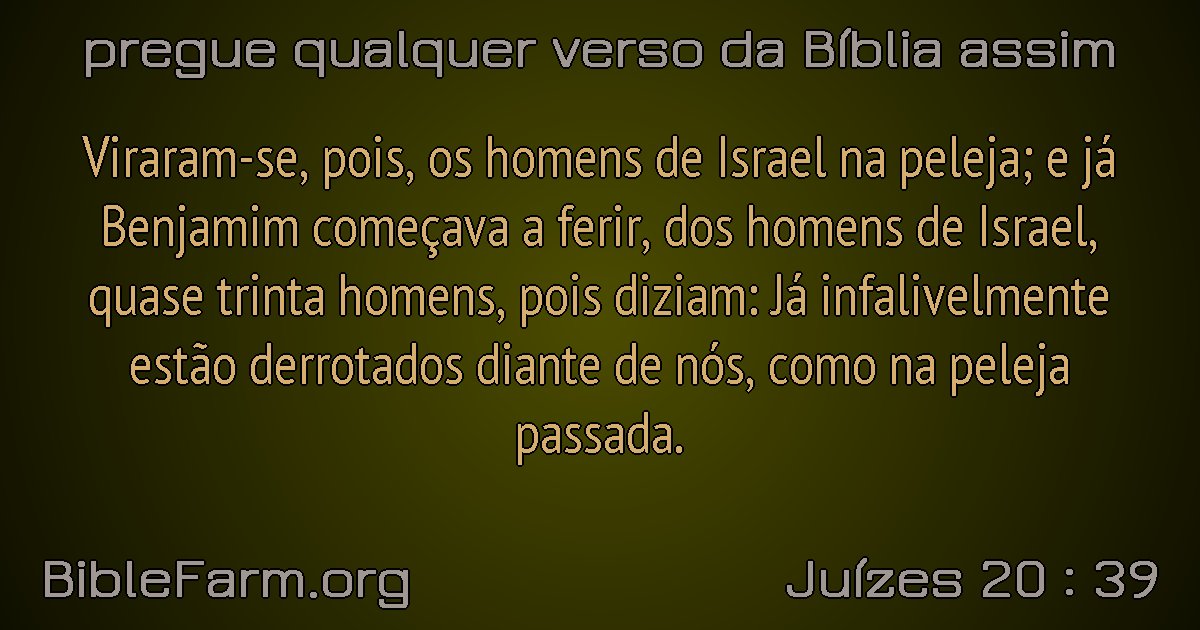 pregue qualquer verso da Bíblia assim
Viraram-se, pois, os homens de Israel na peleja; e já
Benjamim começava a ferir, dos homens de Israel,
quase trinta homens, pois diziam: Já infalivelmente
estão derrotados diante de nós, como na peleja
passada.
BibleFarm.org
Juízes 20 : 39